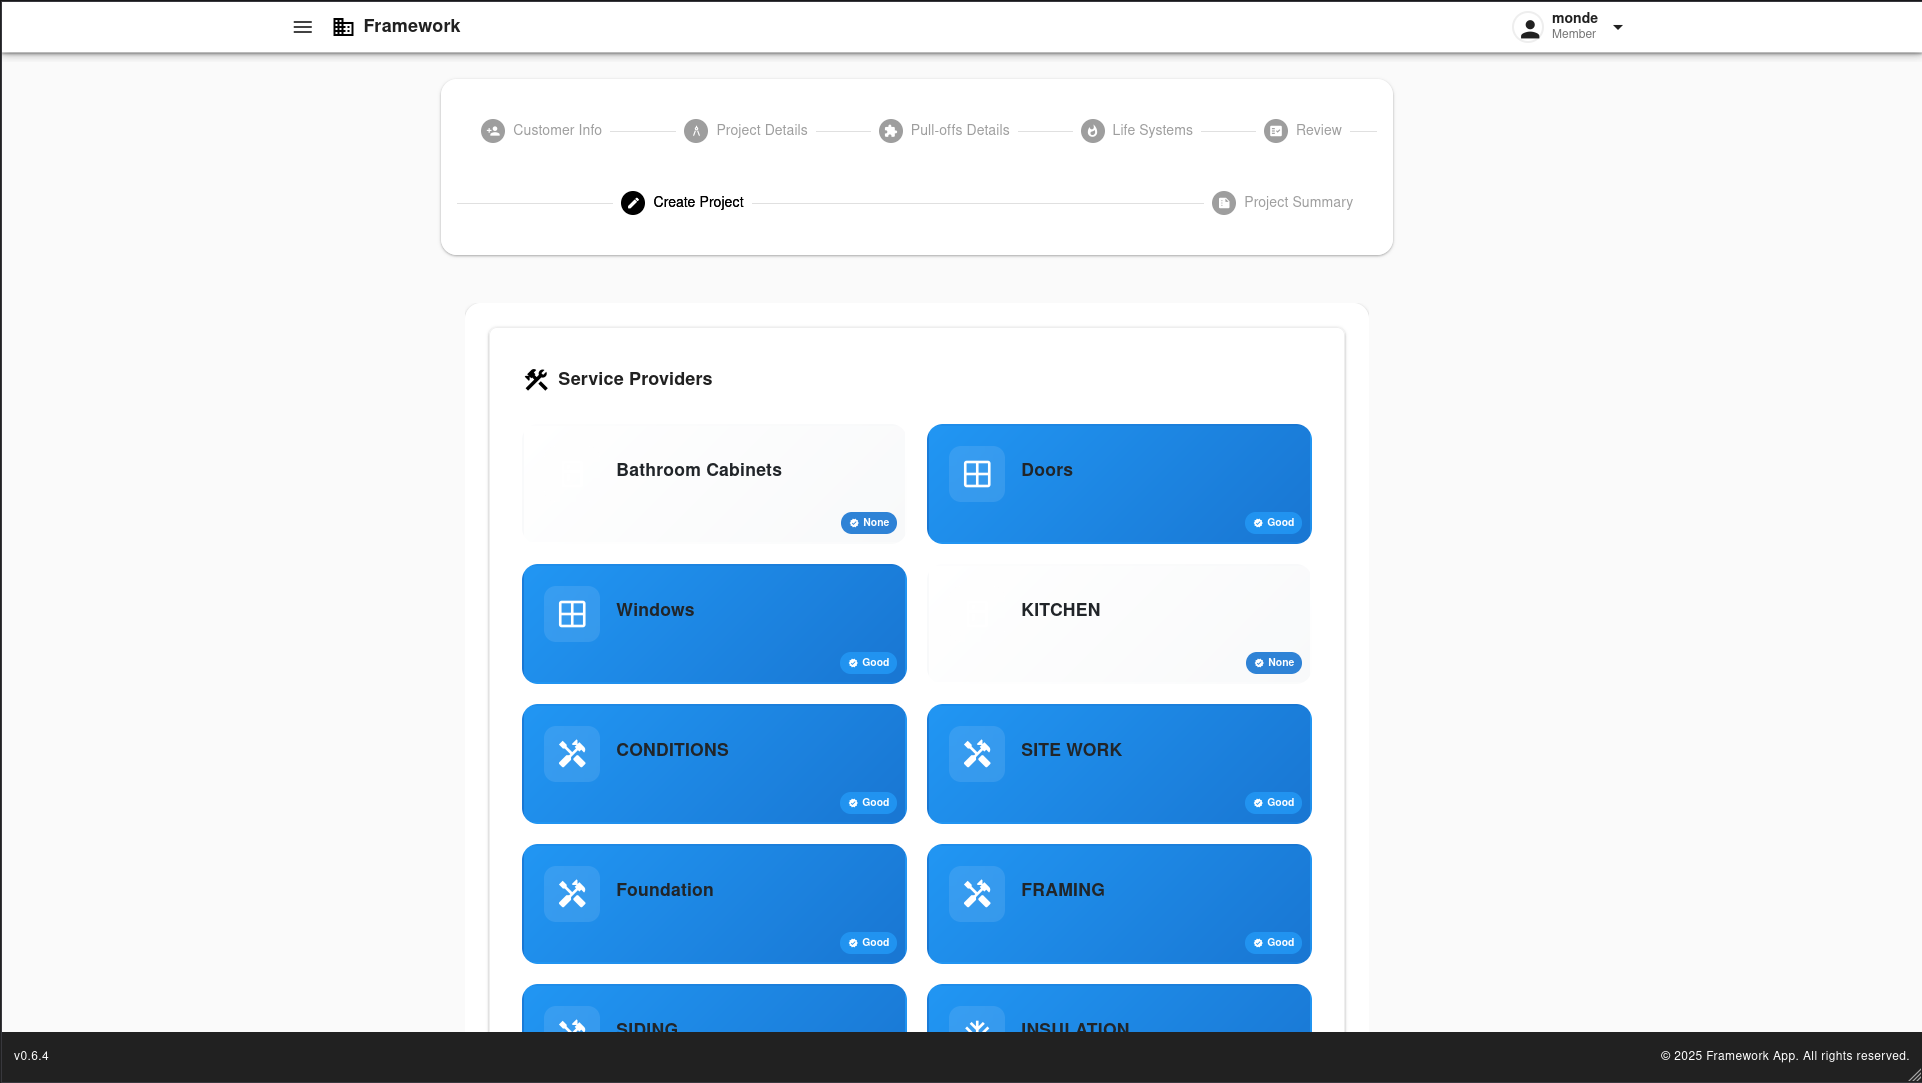 Framework
monde
Member
Customer Info
Project Details
Pull-offs Details
Life Systems
Review
Create Project
Project Summary
Service Providers
Bathroom Cabinets
None
Doors
Good
Windows
Good
KITCHEN
None
CONDITIONS
Good
SITE WORK
Good
Foundation
Good
FRAMING
Good
SIDING
INSULATION
v0.6.4
© 2025 Framework App. All rights reserved.